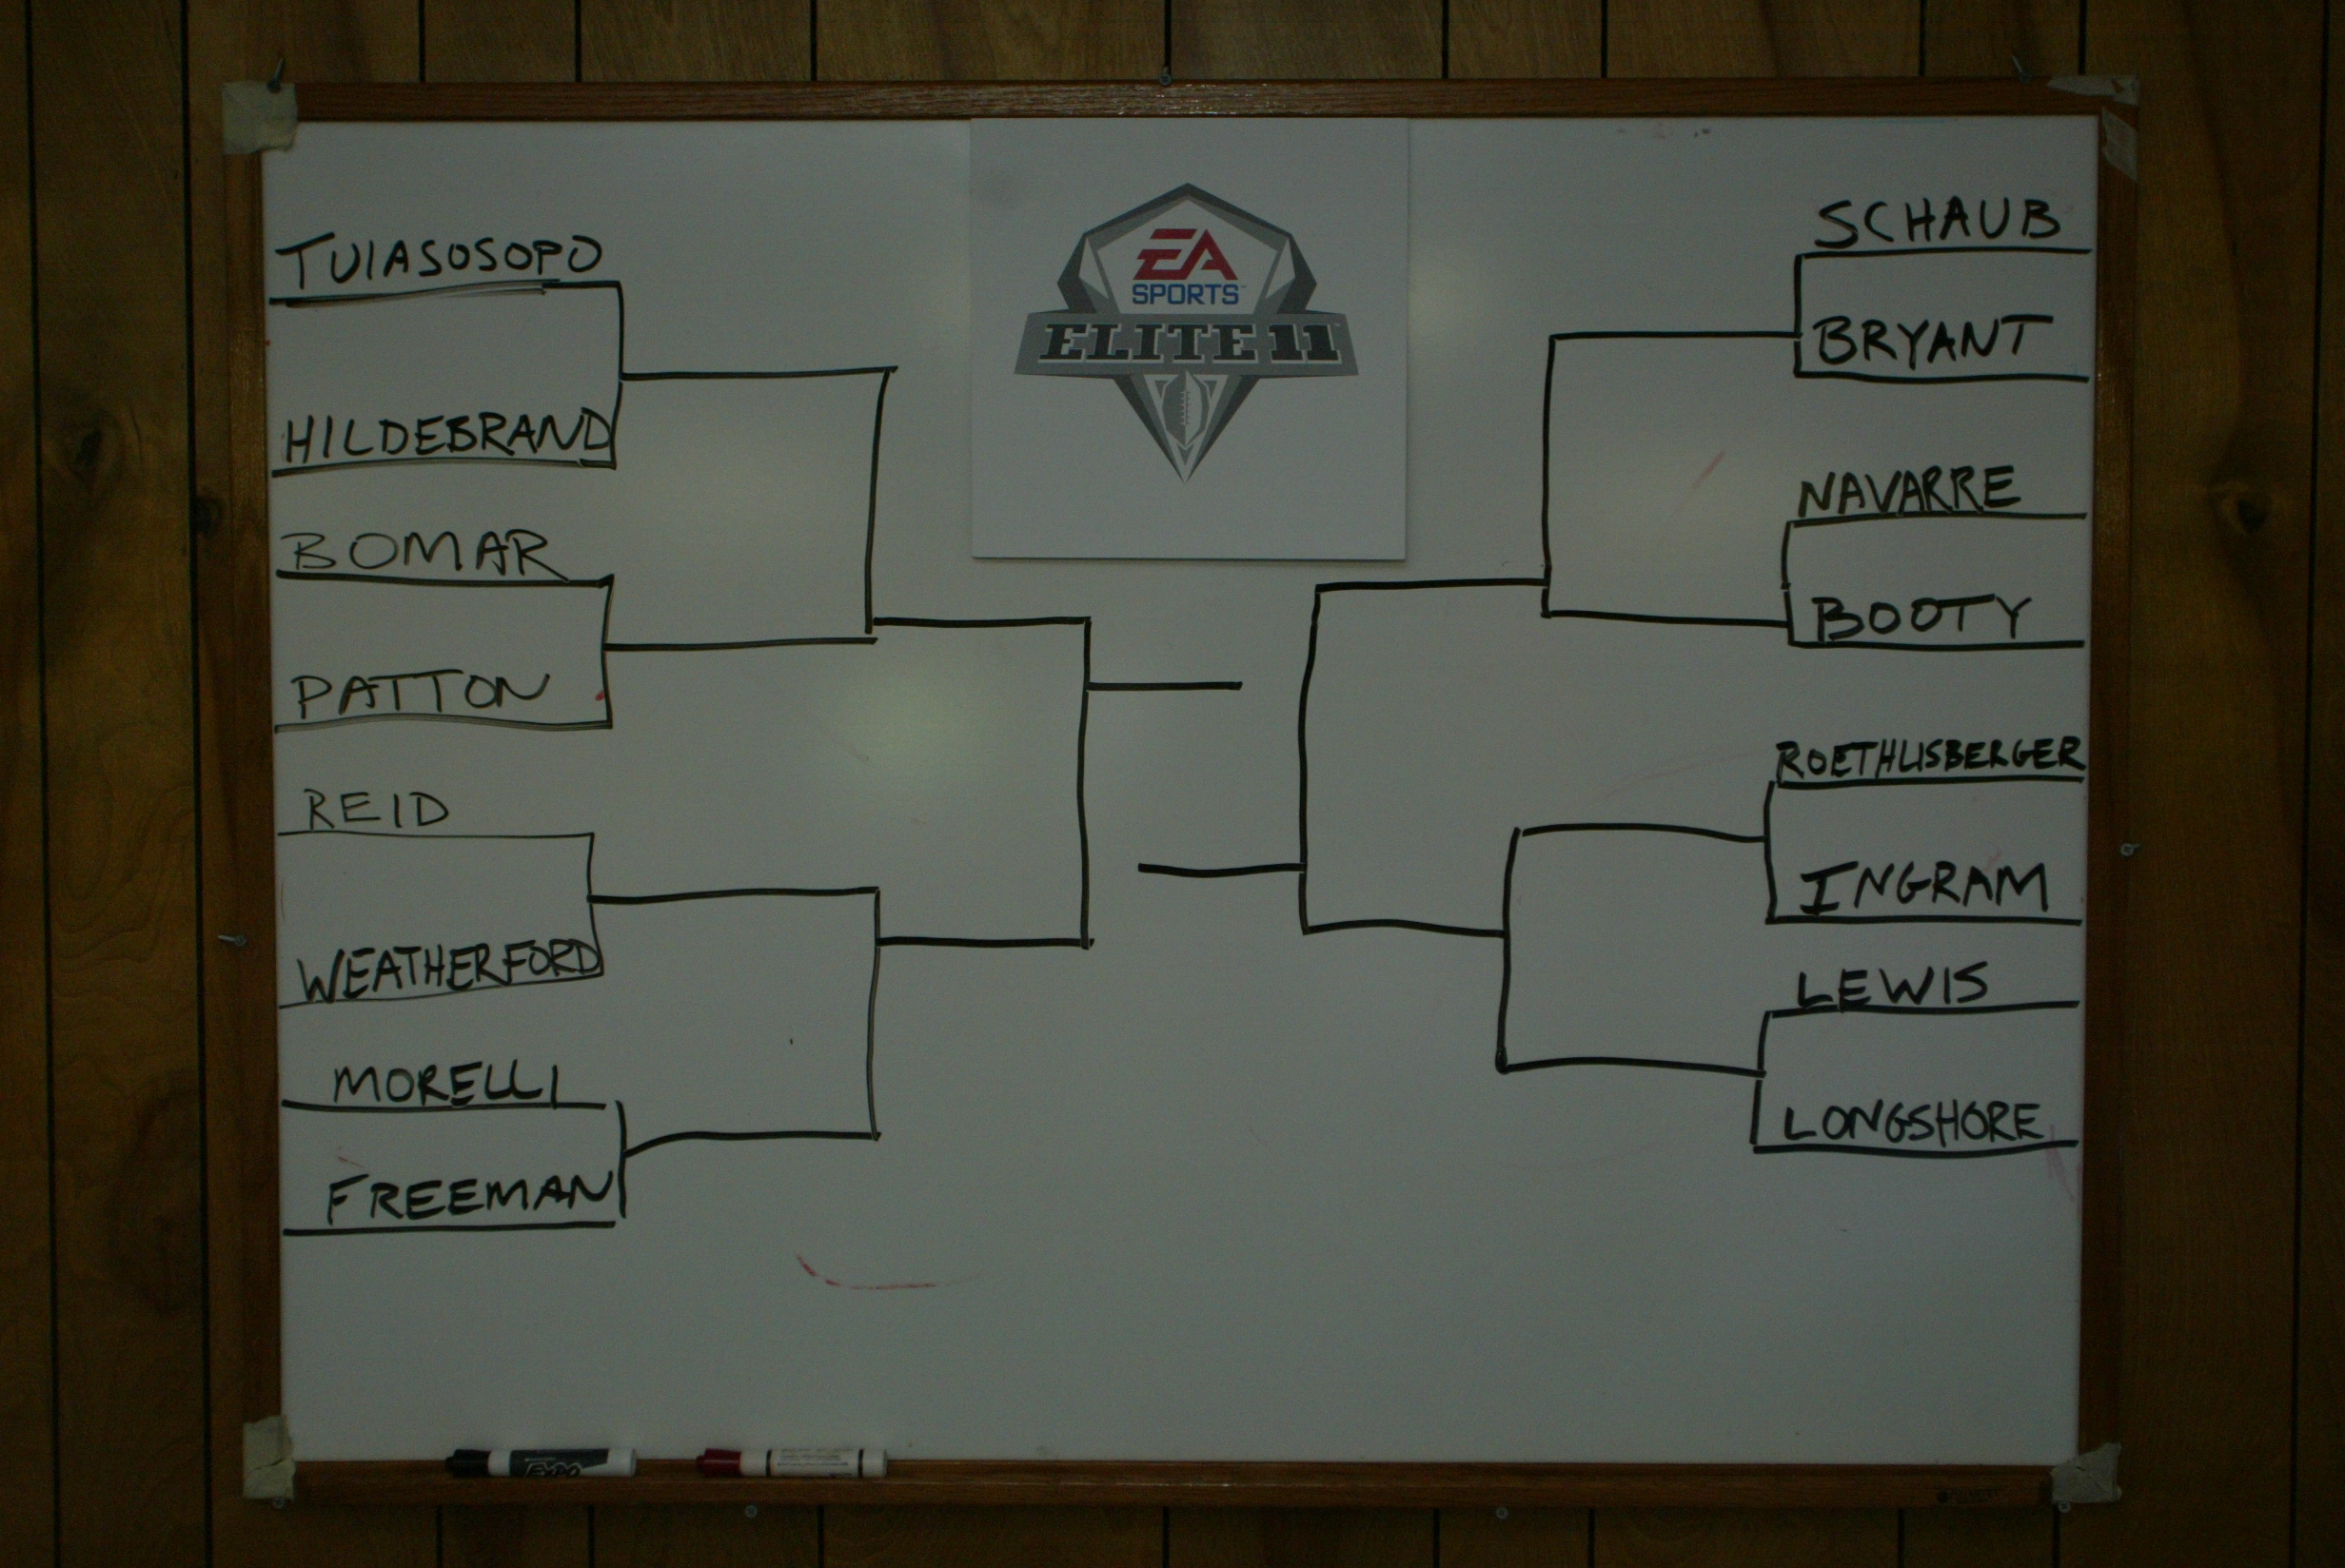 EA
SPORTS
ELITE 11
TUIASOSOPO
HILDEBRAND
BOMAR
PATTON
REID
WEATHERFORD
MORELLI
FREEMAN
SCHAUB
BRYANT
NAVARRE
BOOTY
ROETHLISBERGER
INGRAM
LEWIS
LONGSHORE
EXPO